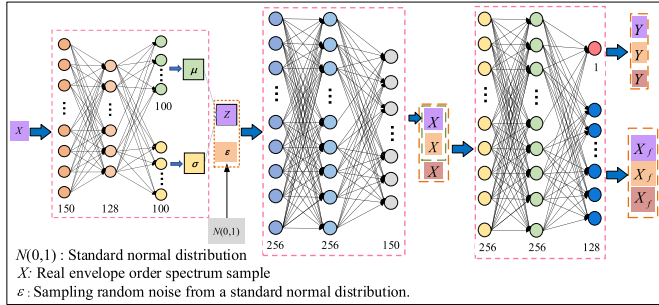 X
150
128
100
100
μ
σ
Z
ε
N(0,1)
256
256
150
X
X
X
256
256
1
128
Y
Y
Y
X_f
X_f
X_f
N(0,1) : Standard normal distribution
X: Real envelope order spectrum sample
ε : Sampling random noise from a standard normal distribution.